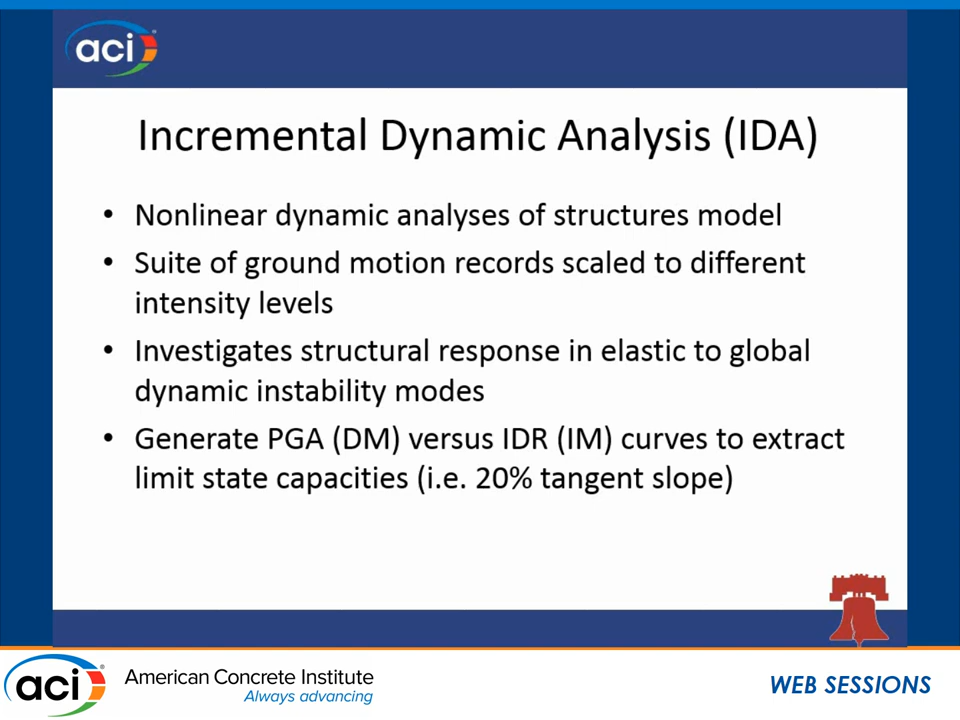 aci
Incremental Dynamic Analysis (IDA)
• Nonlinear dynamic analyses of structures model
• Suite of ground motion records scaled to different
intensity levels
• Investigates structural response in elastic to global
dynamic instability modes
• Generate PGA (DM) versus IDR (IM) curves to extract
limit state capacities (i.e. 20% tangent slope)
aci®
American Concrete Institute
Always advancing
WEB SESSIONS